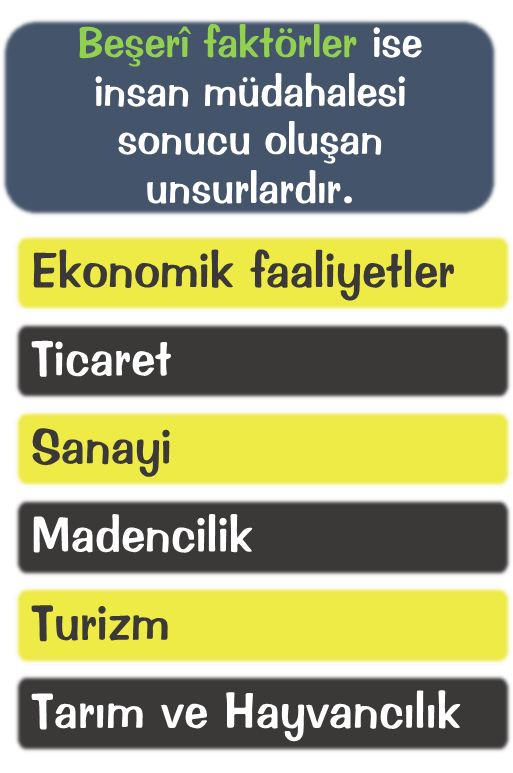 Beşerî faktörler ise
insan müdahalesi
sonucu oluşan
unsurlardır.
Ekonomik faaliyetler
Ticaret
Sanayi
Madencilik
Turizm
Tarım ve Hayvancılık